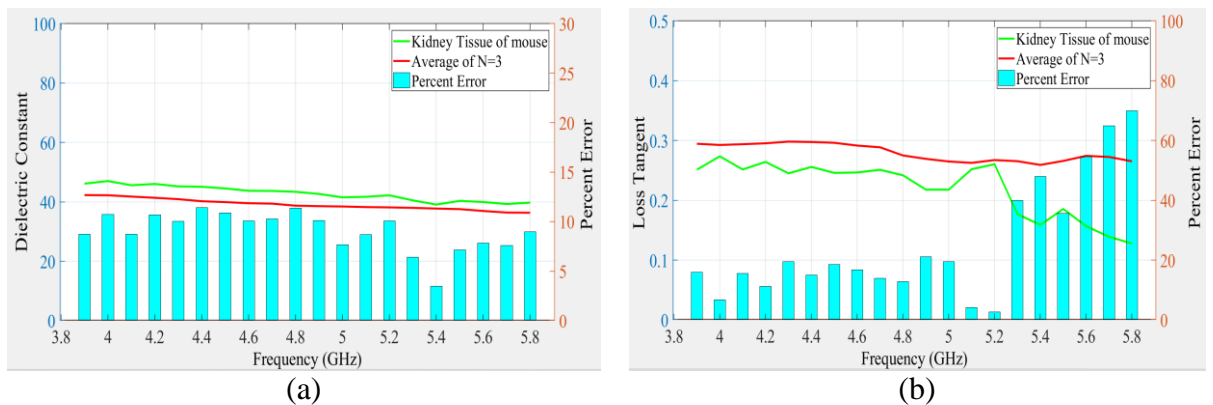 100
80
60
40
20
0
30
25
20
15
10
5
0
Dielectric Constant
Percent Error
Kidney Tissue of mouse
Average of N=3
Percent Error
3.8 4 4.2 4.4 4.6 4.8 5 5.2 5.4 5.6 5.8
Frequency (GHz)
(a)
0.5
0.4
0.3
0.2
0.1
0
100
80
60
40
20
0
Loss Tangent
Percent Error
Kidney Tissue of mouse
Average of N=3
Percent Error
3.8 4 4.2 4.4 4.6 4.8 5 5.2 5.4 5.6 5.8
Frequency (GHz)
(b)